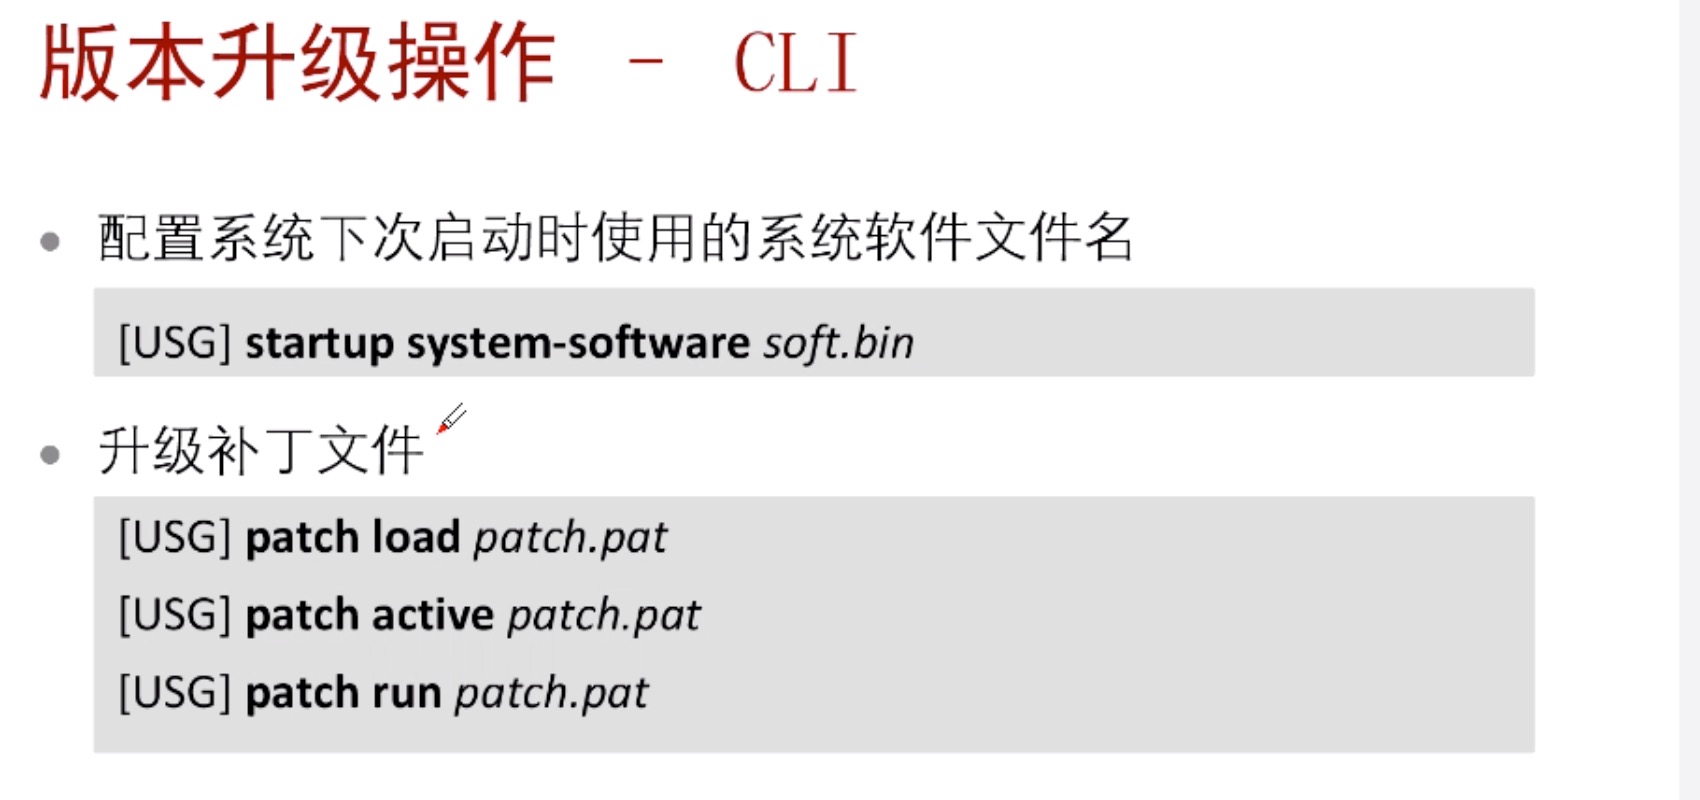 版本升级操作 - CLI
配置系统下次启动时使用的系统软件文件名
[USG] startup system-software soft.bin
升级补丁文件
[USG] patch load patch.pat
[USG] patch active patch.pat
[USG] patch run patch.pat